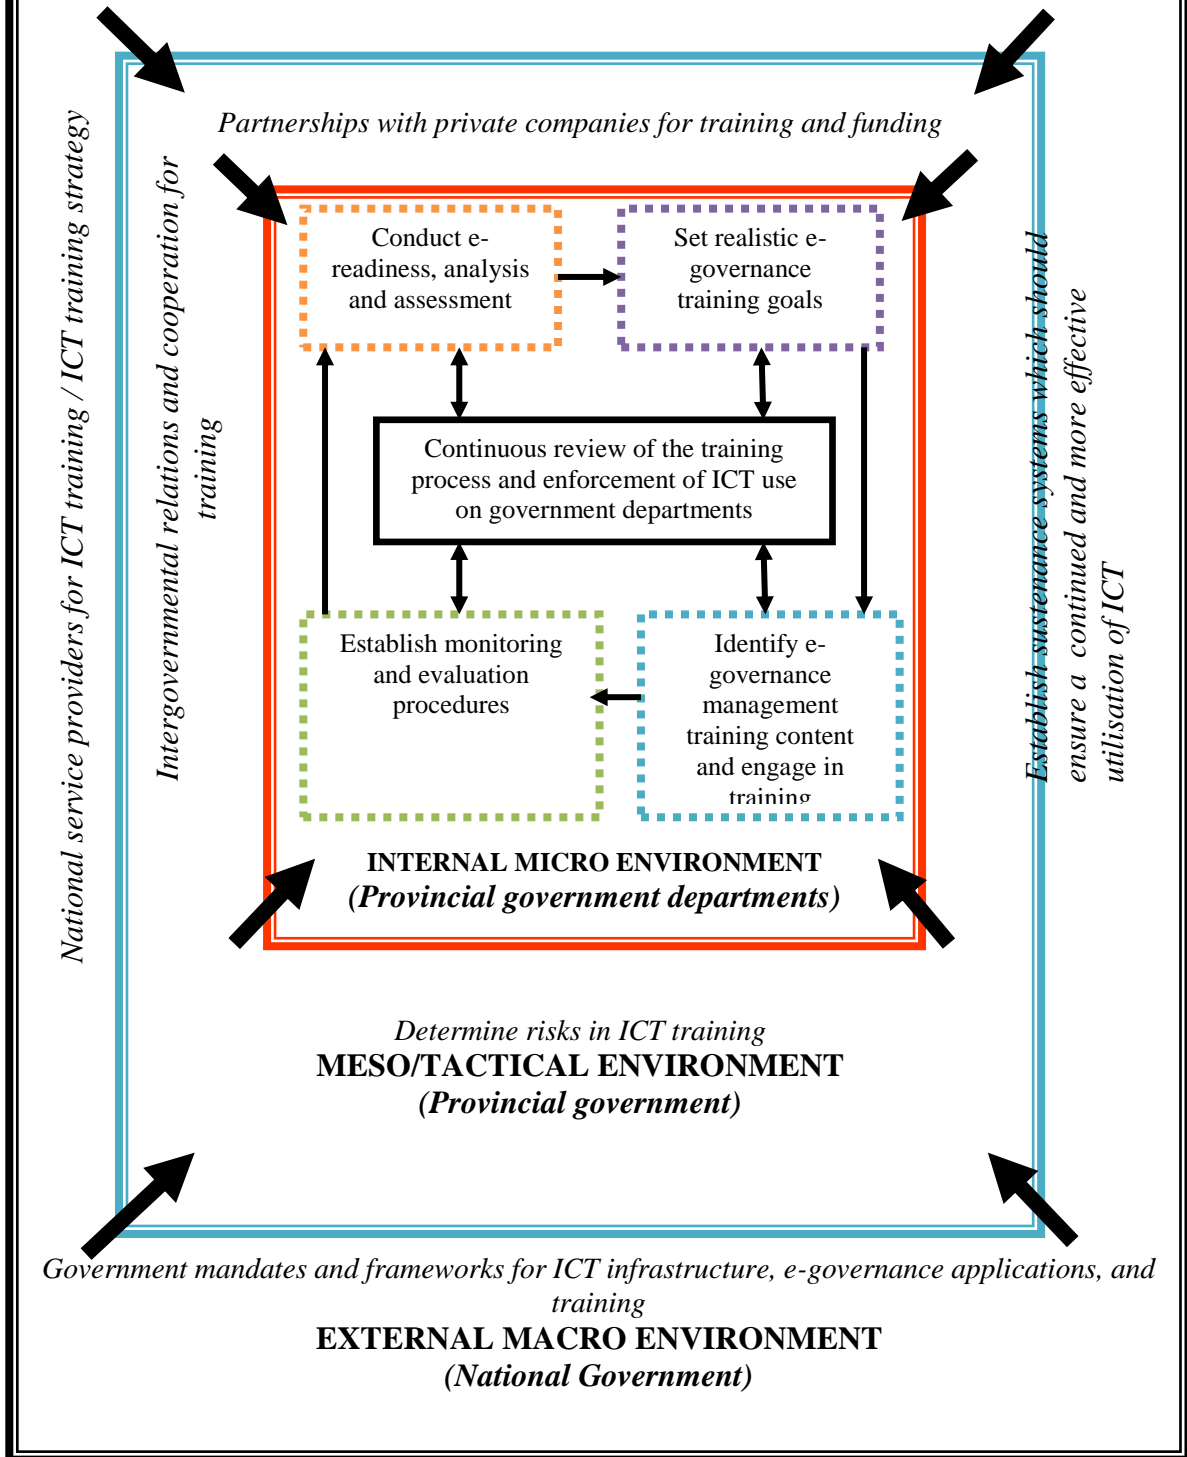 Partnerships with private companies for training and funding
National service providers for ICT training / ICT training strategy
Intergovernmental relations and cooperation for
training
Conduct e-
readiness, analysis
and assessment
Set realistic e-
governance
training goals
Continuous review of the training
process and enforcement of ICT use
on government departments
Establish monitoring
and evaluation
procedures
Identify e-
governance
management
training content
and engage in
training
Establish sustenance systems which should
ensure a continued and more effective
utilisation of ICT
INTERNAL MICRO ENVIRONMENT
(Provincial government departments)
Determine risks in ICT training
MESO/TACTICAL ENVIRONMENT
(Provincial government)
Government mandates and frameworks for ICT infrastructure, e-governance applications, and
training
EXTERNAL MACRO ENVIRONMENT
(National Government)